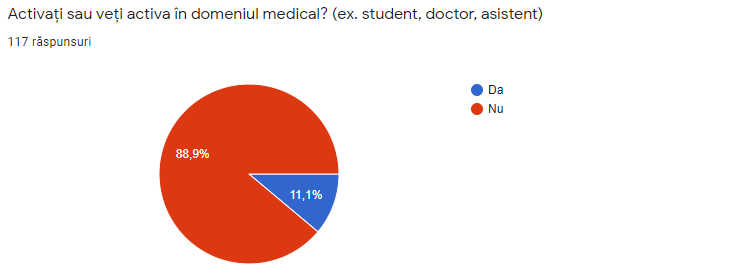 Activați sau veți activa în domeniul medical? (ex. student, doctor, asistent)
117 răspunsuri
Da
Nu
88,9%
11,1%